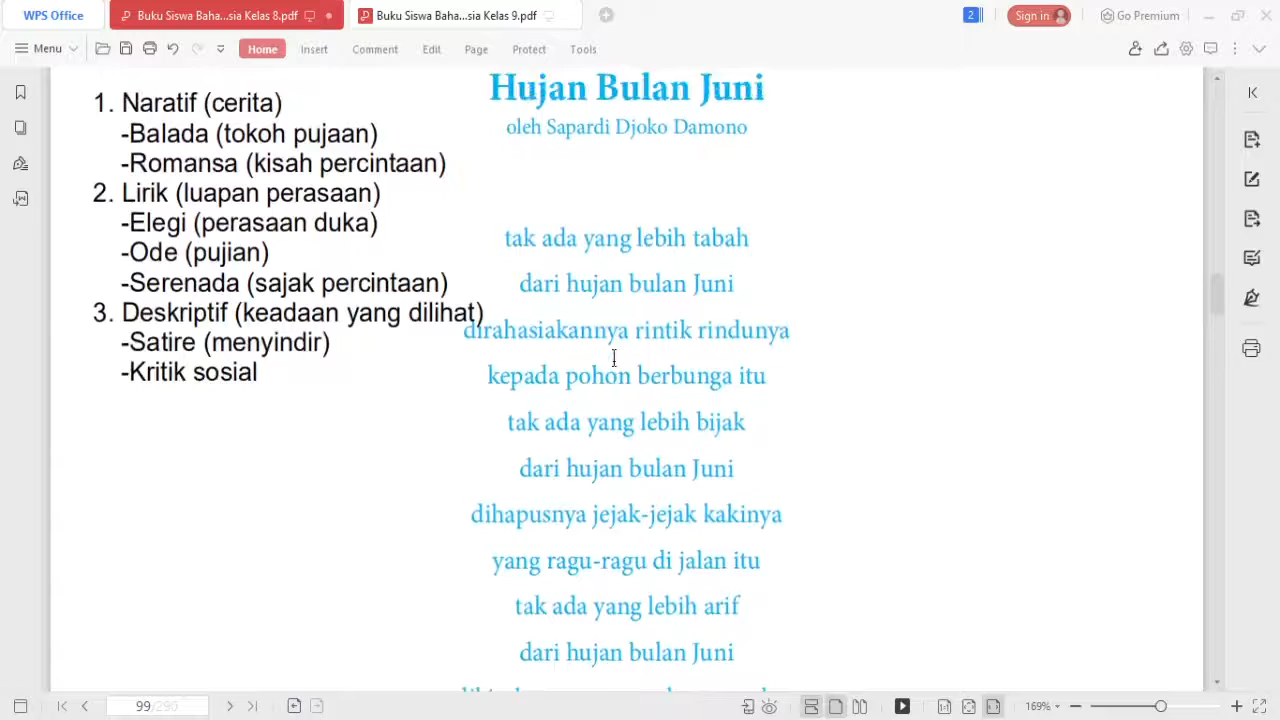 WPS Office
Buku Siswa Baha...sia Kelas 8.pdf
Buku Siswa Baha...sia Kelas 9.pdf
2
Sign in
Go Premium
Menu
Home
Insert
Comment
Edit
Page
Protect
Tools
1. Naratif (cerita)
-Balada (tokoh pujaan)
-Romansa (kisah percintaan)
2. Lirik (luapan perasaan)
-Elegi (perasaan duka)
-Ode (pujian)
-Serenada (sajak percintaan)
3. Deskriptif (keadaan yang dilihat)
-Satire (menyindir)
-Kritik sosial
Hujan Bulan Juni
oleh Sapardi Djoko Damono
tak ada yang lebih tabah
dari hujan bulan Juni
dirahasiakannya rintik rindunya
kepada pohon berbunga itu
tak ada yang lebih bijak
dari hujan bulan Juni
dihapusnya jejak-jejak kakinya
yang ragu-ragu di jalan itu
tak ada yang lebih arif
dari hujan bulan Juni
99/290
169%